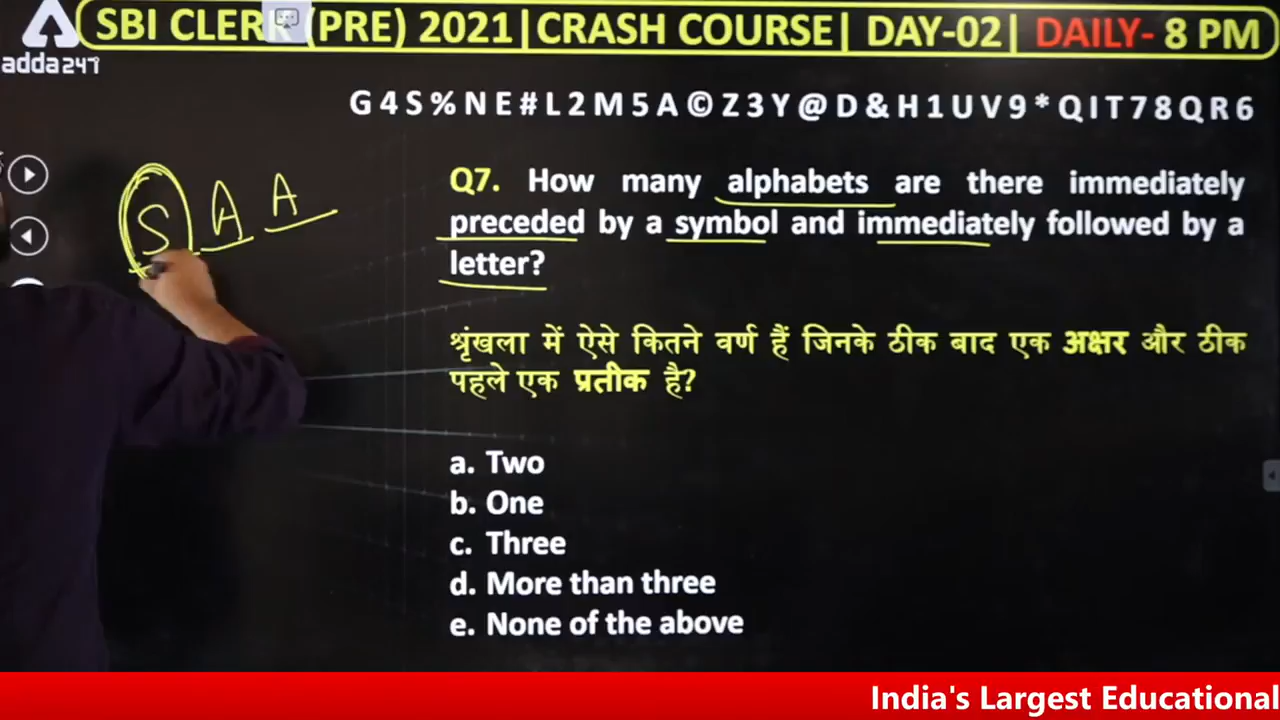 SBI CLERK (PRE) 2021|CRASH COURSE| DAY-02| DAILY- 8 PM
adda247
G 4 S % N E # L 2 M 5 A © Z 3 Y @ D & H 1 U V 9 * Q I T 7 8 Q R 6
S A A
Q7. How many alphabets are there immediately
preceded by a symbol and immediately followed by a
letter?
श्रृंखला में ऐसे कितने वर्ण हैं जिनके ठीक बाद एक अक्षर और ठीक
पहले एक प्रतीक है?
a. Two
b. One
c. Three
d. More than three
e. None of the above
India's Largest Educational